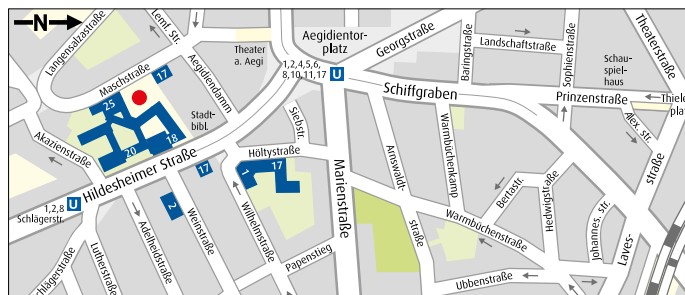 N
Langensalzastraße
Lemf. Str.
Maschstraße
Aegidiendamm
Theater
a. Aegi
Aegidientor-
platz
1,2,4,5,6,
8,10,11,17
U
Georgstraße
Schiffgraben
Baringstraße
Landschaftstraße
Sophienstraße
Schau-
spiel-
haus
Theaterstraße
Prinzenstraße
Thiele
platz
Alex. str.
17
25
20
18
Stadt-
bibl.
Akazienstraße
Hildesheimer Straße
1,2,8
Schlägerstr.
U
Schlägerstraße
Lutherstraße
Adelheidstraße
2
Weinstraße
17
Wilhelmstraße
1
17
Höltystraße
Siebstr.
Papenstieg
Marienstraße
Arnswaldt-
straße
Warmbüchenkamp
Warmbüchenstraße
Bertastr.
Hedwigstraße
Johannes. str.
Laves-
straße
Ubbenstraße